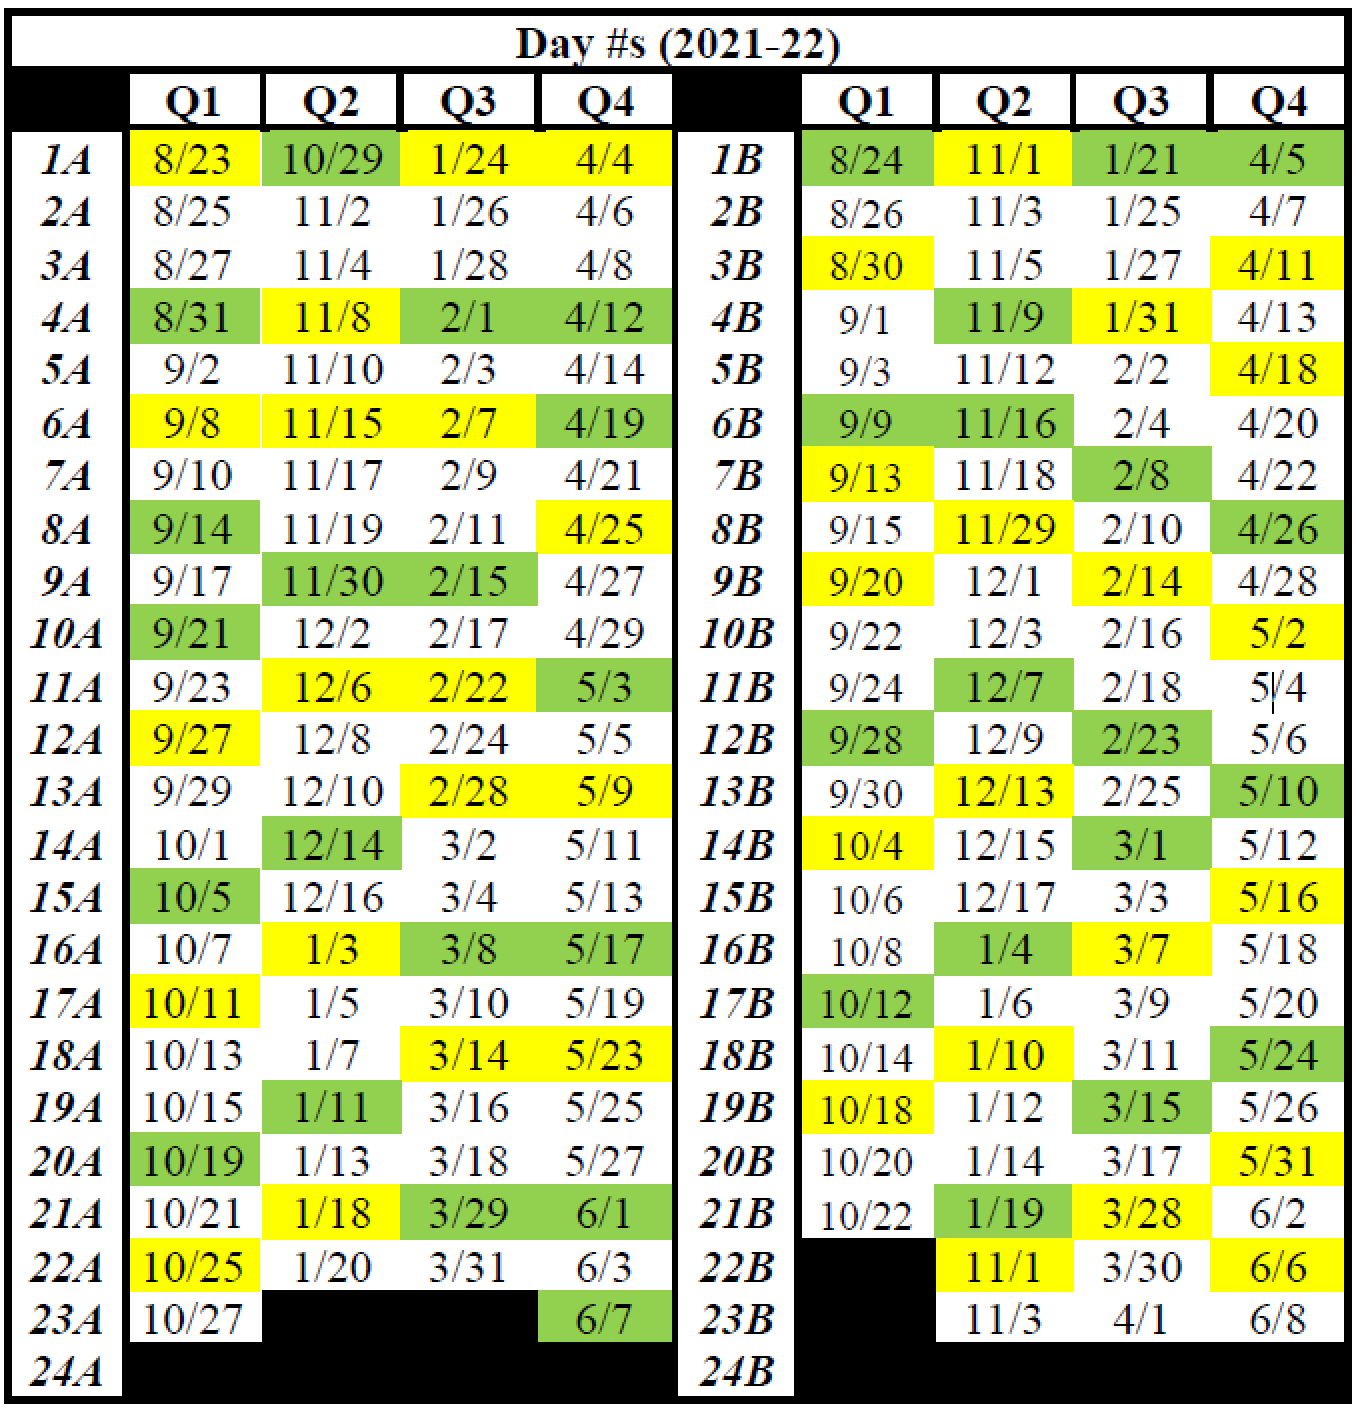 Day #s (2021-22)
Q1 Q2 Q3 Q4 Q1 Q2 Q3 Q4
1A 8/23 10/29 1/24 4/4 1B 8/24 11/1 1/21 4/5
2A 8/25 11/2 1/26 4/6 2B 8/26 11/3 1/25 4/7
3A 8/27 11/4 1/28 4/8 3B 8/30 11/5 1/27 4/11
4A 8/31 11/8 2/1 4/12 4B 9/1 11/9 1/31 4/13
5A 9/2 11/10 2/3 4/14 5B 9/3 11/12 2/2 4/18
6A 9/8 11/15 2/7 4/19 6B 9/9 11/16 2/4 4/20
7A 9/10 11/17 2/9 4/21 7B 9/13 11/18 2/8 4/22
8A 9/14 11/19 2/11 4/25 8B 9/15 11/29 2/10 4/26
9A 9/17 11/30 2/15 4/27 9B 9/20 12/1 2/14 4/28
10A 9/21 12/2 2/17 4/29 10B 9/22 12/3 2/16 5/2
11A 9/23 12/6 2/22 5/3 11B 9/24 12/7 2/18 5/4
12A 9/27 12/8 2/24 5/5 12B 9/28 12/9 2/23 5/6
13A 9/29 12/10 2/28 5/9 13B 9/30 12/13 2/25 5/10
14A 10/1 12/14 3/2 5/11 14B 10/4 12/15 3/1 5/12
15A 10/5 12/16 3/4 5/13 15B 10/6 12/17 3/3 5/16
16A 10/7 1/3 3/8 5/17 16B 10/8 1/4 3/7 5/18
17A 10/11 1/5 3/10 5/19 17B 10/12 1/6 3/9 5/20
18A 10/13 1/7 3/14 5/23 18B 10/14 1/10 3/11 5/24
19A 10/15 1/11 3/16 5/25 19B 10/18 1/12 3/15 5/26
20A 10/19 1/13 3/18 5/27 20B 10/20 1/14 3/17 5/31
21A 10/21 1/18 3/29 6/1 21B 10/22 1/19 3/28 6/2
22A 10/25 1/20 3/31 6/3 22B 11/1 3/30 6/6
23A 10/27 6/7 23B 11/3 4/1 6/8
24A 24B